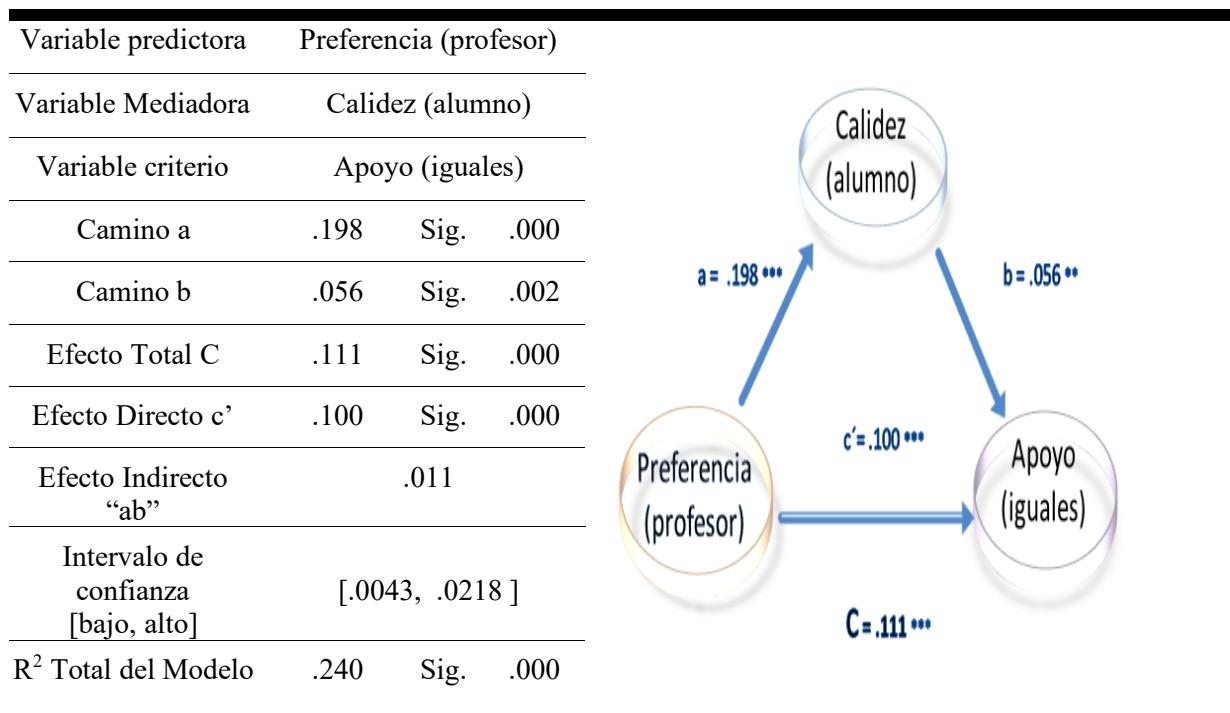 Variable predictora Preferencia (profesor)
Variable Mediadora Calidez (alumno)
Variable criterio Apoyo (iguales)
Camino a .198 Sig. .000
Camino b .056 Sig. .002
Efecto Total C .111 Sig. .000
Efecto Directo c’ .100 Sig. .000
Efecto Indirecto
“ab” .011
Intervalo de
confianza
[bajo, alto] [.0043, .0218 ]
R² Total del Modelo .240 Sig. .000
Calidez
(alumno)
a = .198 ***
b = .056 **
Preferencia
(profesor)
c´= .100 ***
Apoyo
(iguales)
C = .111 ***